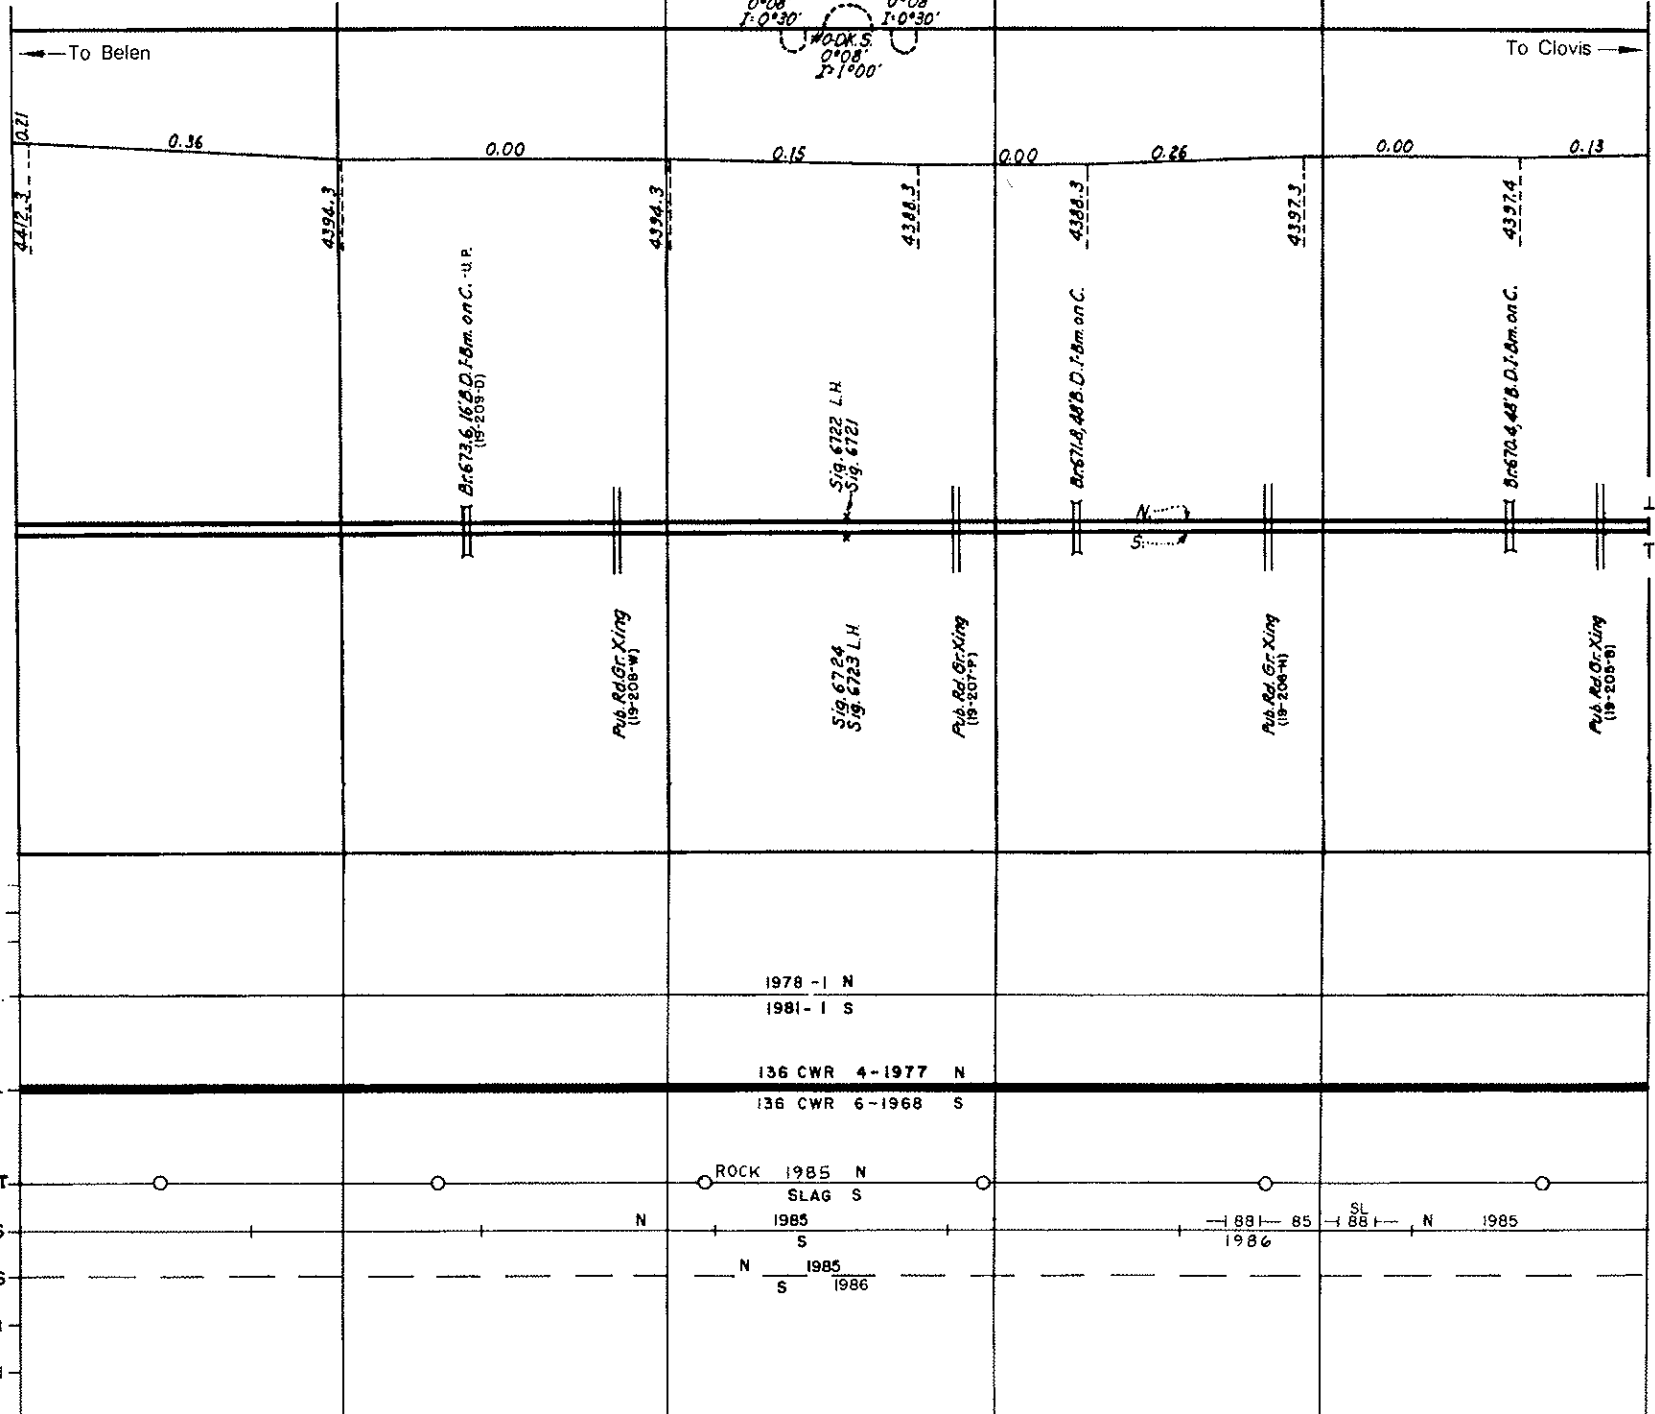 0°08'
I=0°30'
0°08'
I=0°30'
#0-DK.S.
0°08'
I=1°00'
To Belen
To Clovis
0.21
0.36
0.00
0.15
0.00
0.26
0.00
0.13
4412.3
4394.3
4394.3
4388.3
4388.3
4397.3
4397.4
Br.673.6, 16'B.D.I-Bm. on C. -U.P.
(19-209-D)
Sig. 6722 L.H.
Sig. 6721
Br.671.8, 48'B.D.I-Bm. on C.
Br.670.4, 48'B.D.I-Bm. on C.
N.
S.
Pub. Rd. Gr. Xing
(19-208-W)
Sig. 6724
Sig. 6723 L.H.
Pub. Rd. Gr. Xing
(19-207-P)
Pub. Rd. Gr. Xing
(19-206-H)
Pub. Rd. Gr. Xing
(19-205-B)
1978 -1 N
1981- 1 S
136 CWR 4-1977 N
136 CWR 6-1968 S
T
ROCK 1985 N
SLAG S
S
N 1985
S
88 85 SL 88 N 1985
1986
S
N 1985
S 1986